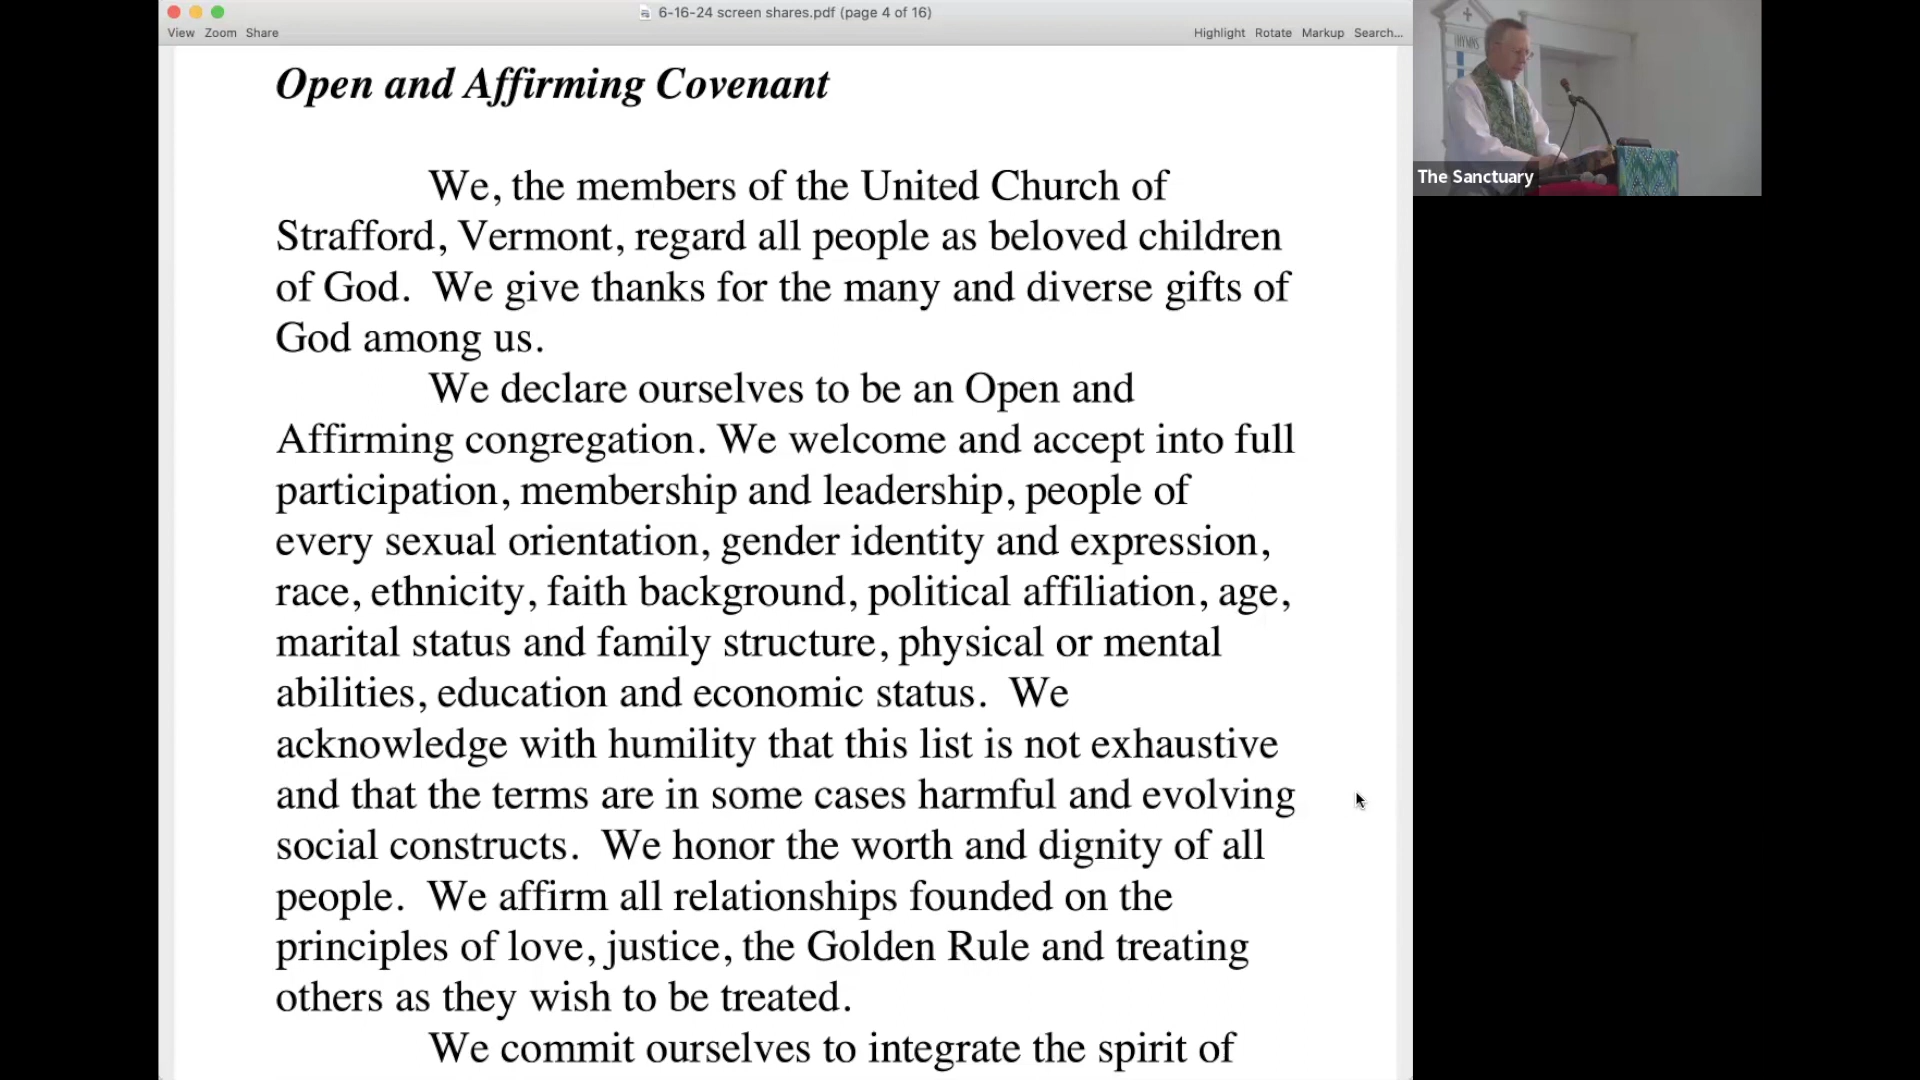 6-16-24 screen shares.pdf (page 4 of 16)
View Zoom Share
Highlight Rotate Markup Search...
Open and Affirming Covenant
We, the members of the United Church of
Strafford, Vermont, regard all people as beloved children
of God.  We give thanks for the many and diverse gifts of
God among us.
We declare ourselves to be an Open and
Affirming congregation. We welcome and accept into full
participation, membership and leadership, people of
every sexual orientation, gender identity and expression,
race, ethnicity, faith background, political affiliation, age,
marital status and family structure, physical or mental
abilities, education and economic status.  We
acknowledge with humility that this list is not exhaustive
and that the terms are in some cases harmful and evolving
social constructs.  We honor the worth and dignity of all
people.  We affirm all relationships founded on the
principles of love, justice, the Golden Rule and treating
others as they wish to be treated.
We commit ourselves to integrate the spirit of
HYMNS
The Sanctuary